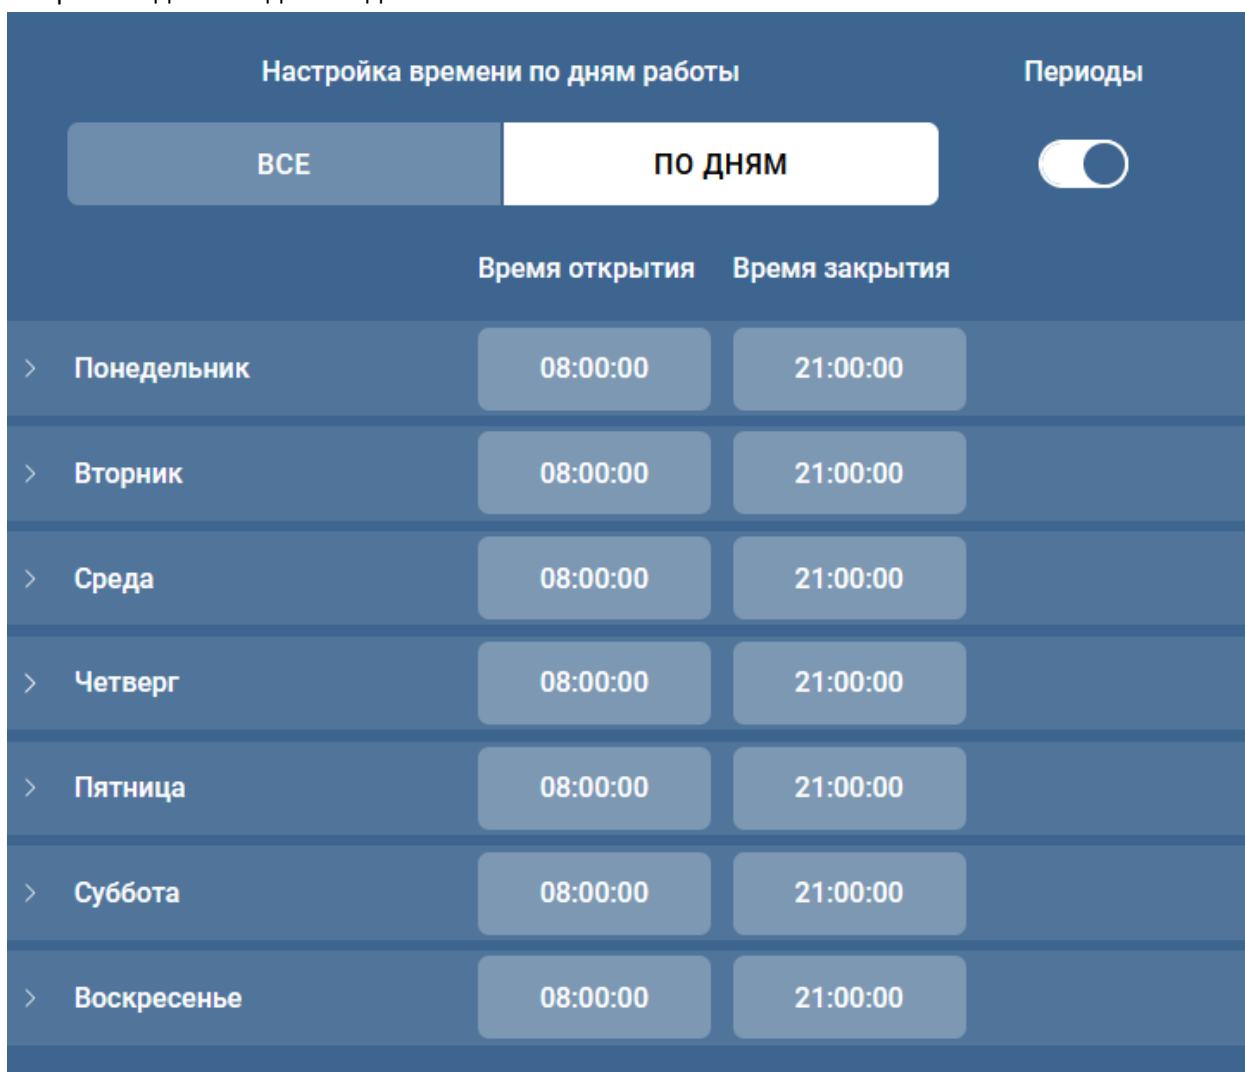 Настройка времени по дням работы Периоды
ВСЕ ПО ДНЯМ
Время открытия Время закрытия
Понедельник 08:00:00 21:00:00
Вторник 08:00:00 21:00:00
Среда 08:00:00 21:00:00
Четверг 08:00:00 21:00:00
Пятница 08:00:00 21:00:00
Суббота 08:00:00 21:00:00
Воскресенье 08:00:00 21:00:00